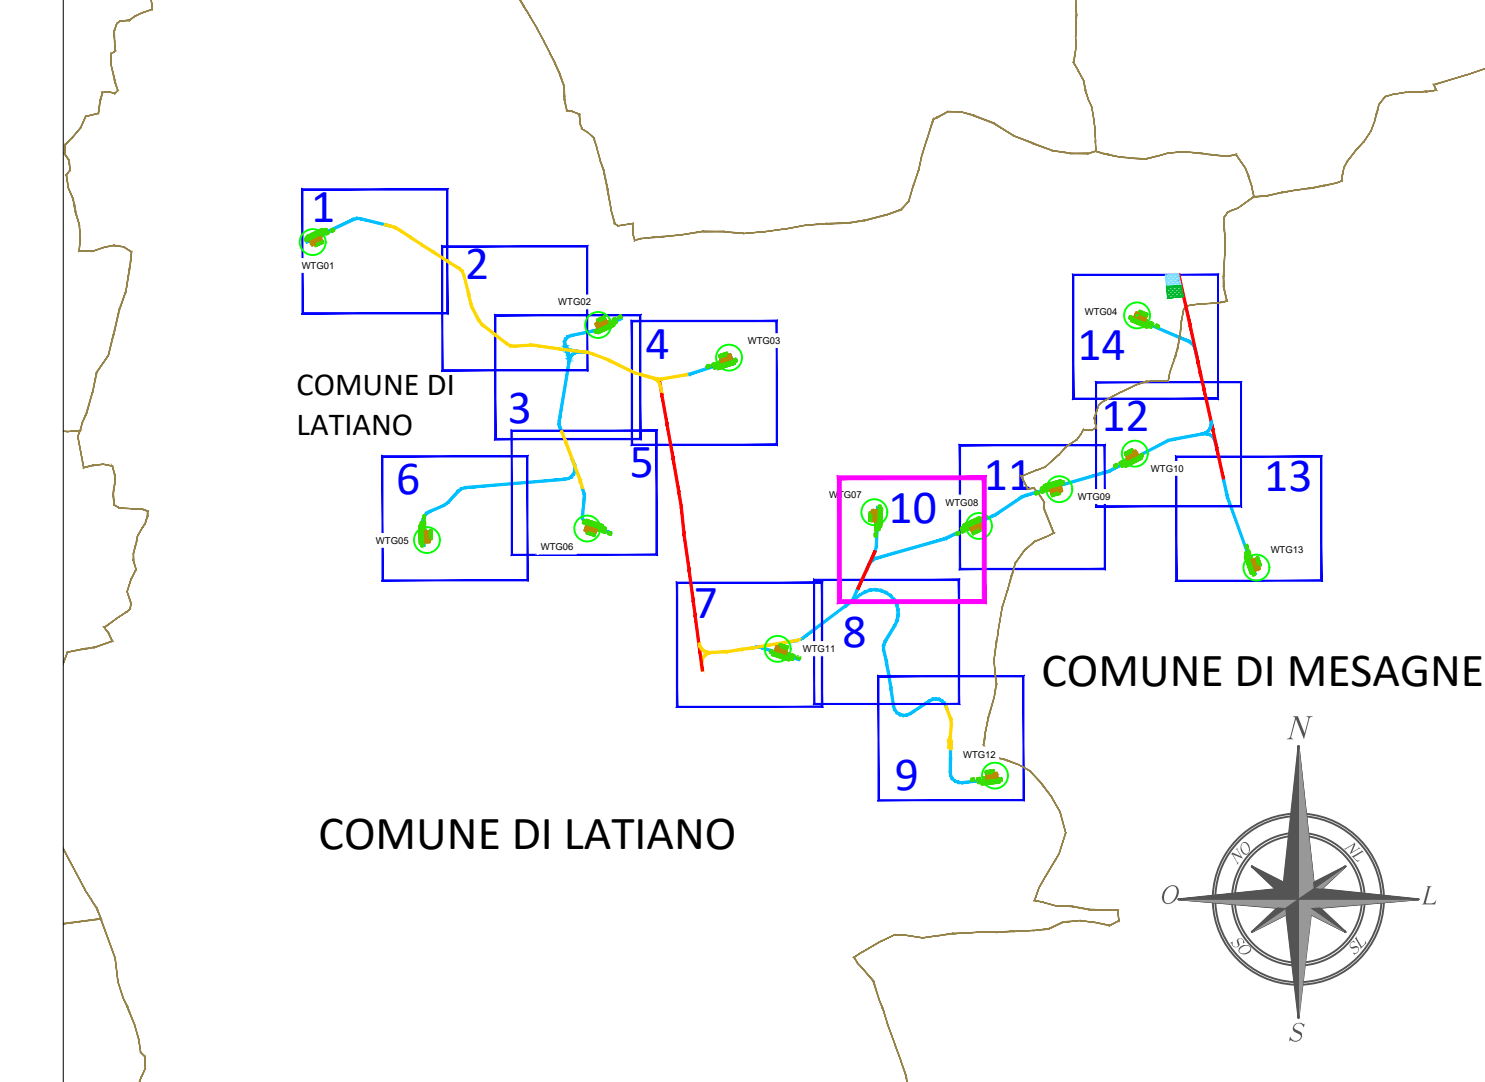 1
WTG01
2
WTG02
WTG03
4
WTG04
14
COMUNE DI
LATIANO
3
12
5
6
11
WTG10
13
WTG07
10
WTG08
WTG09
WTG05
WTG06
WTG13
7
8
WTG11
COMUNE DI MESAGNE
WTG12
9
COMUNE DI LATIANO
N
NO
NL
O
L
SO
SL
S